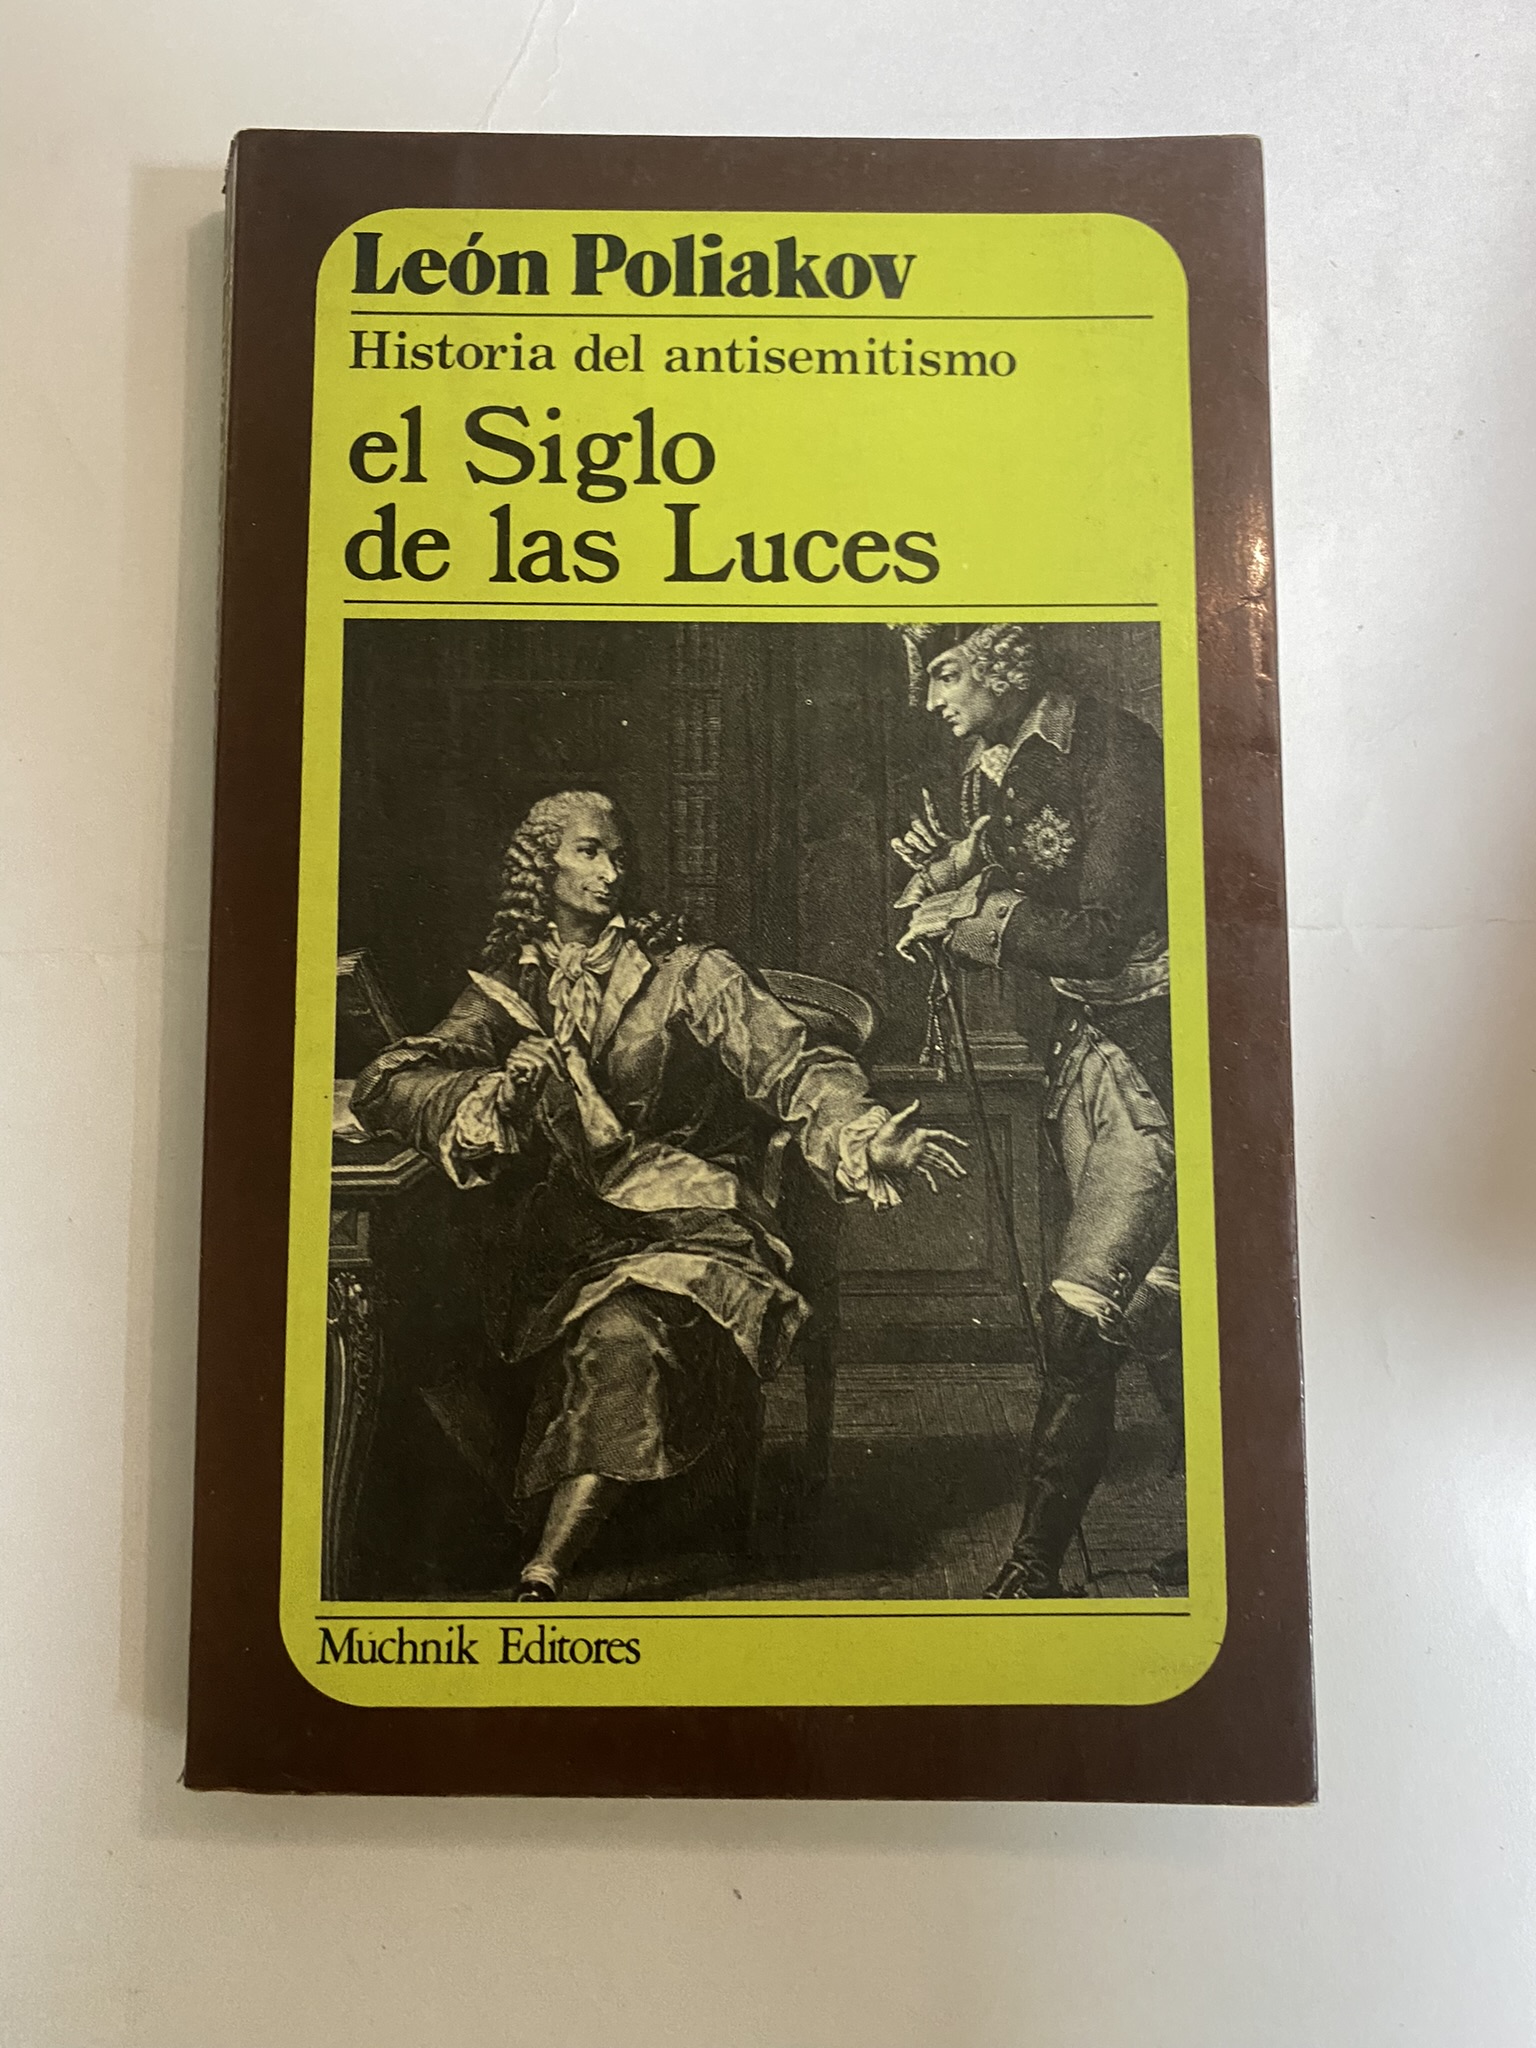 León Poliakov
Historia del antisemitismo
el Siglo
de las Luces
Muchnik Editores